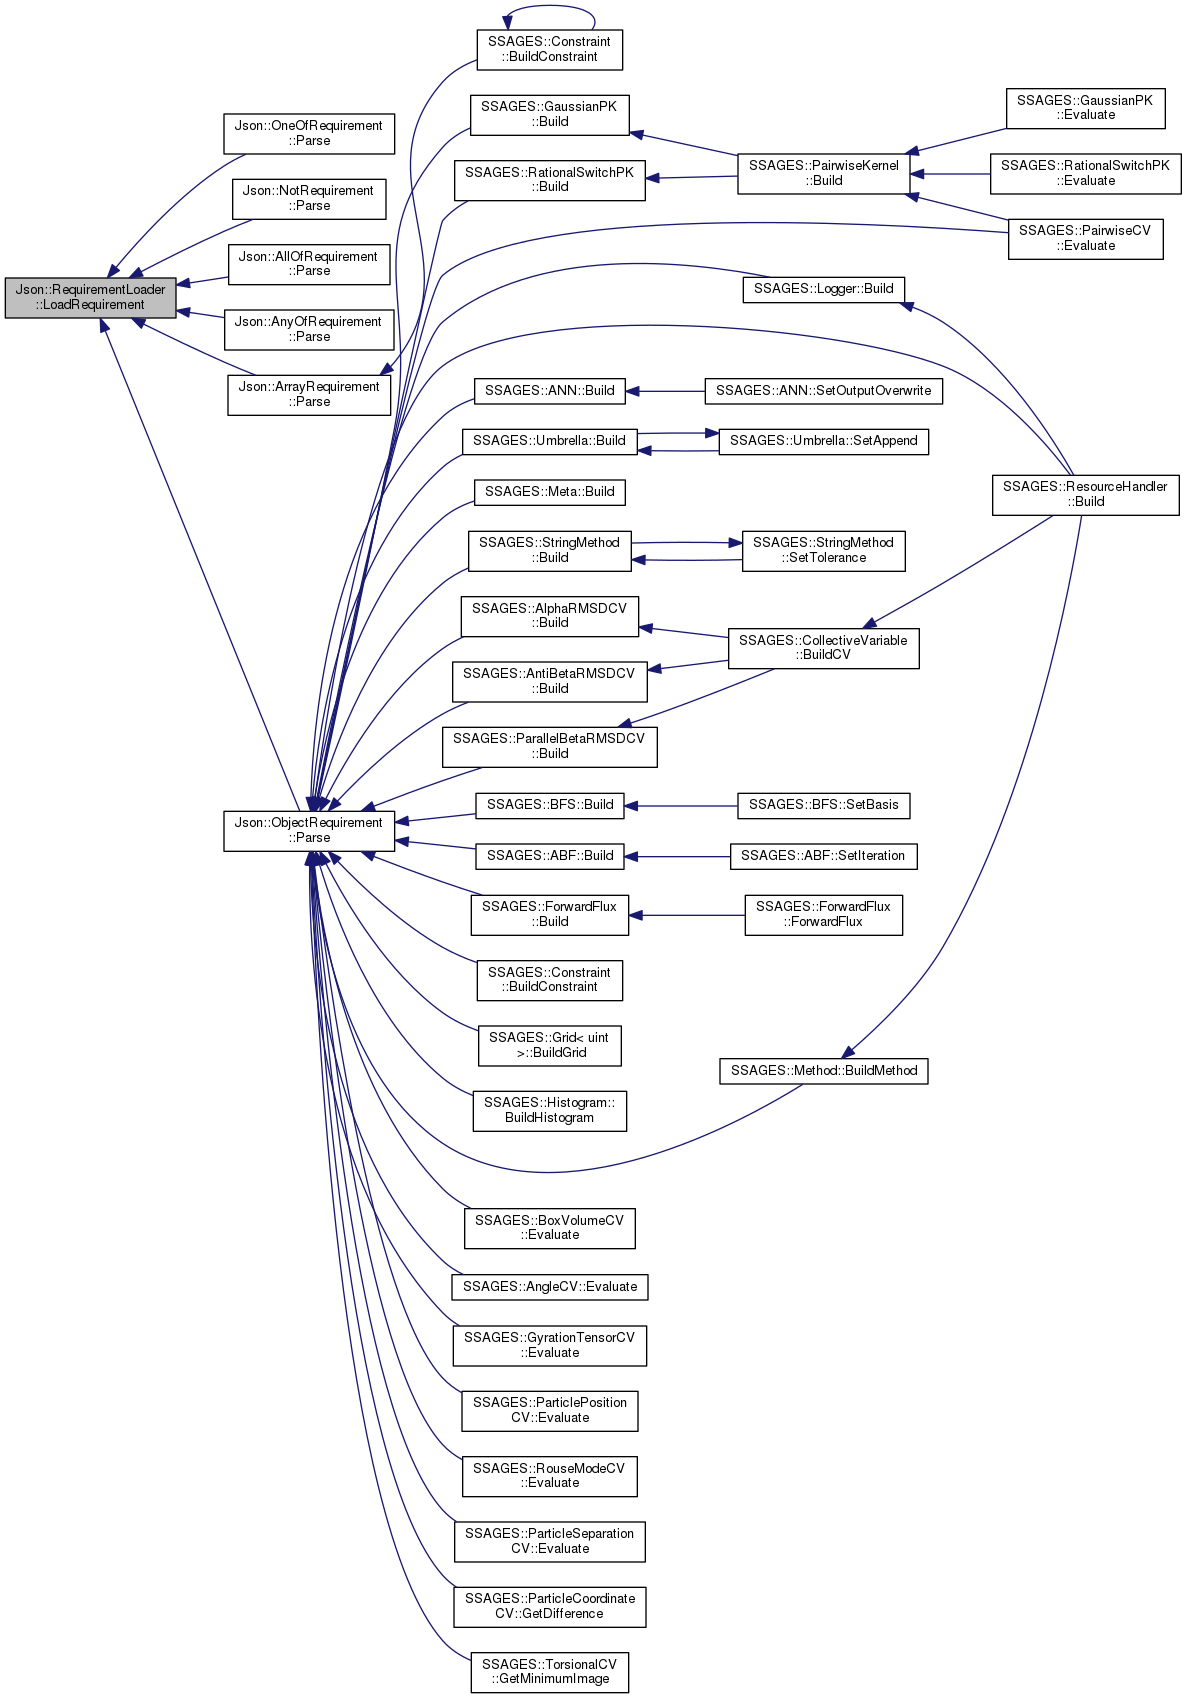 Json::RequirementLoader
::LoadRequirement
Json::OneOfRequirement
::Parse
Json::NotRequirement
::Parse
Json::AllOfRequirement
::Parse
Json::AnyOfRequirement
::Parse
Json::ArrayRequirement
::Parse
Json::ObjectRequirement
::Parse
SSAGES::Constraint
::BuildConstraint
SSAGES::GaussianPK
::Build
SSAGES::RationalSwitchPK
::Build
SSAGES::PairwiseKernel
::Build
SSAGES::GaussianPK
::Evaluate
SSAGES::RationalSwitchPK
::Evaluate
SSAGES::PairwiseCV
::Evaluate
SSAGES::Logger::Build
SSAGES::ANN::Build
SSAGES::ANN::SetOutputOverwrite
SSAGES::Umbrella::Build
SSAGES::Umbrella::SetAppend
SSAGES::Meta::Build
SSAGES::ResourceHandler
::Build
SSAGES::StringMethod
::Build
SSAGES::StringMethod
::SetTolerance
SSAGES::AlphaRMSDCV
::Build
SSAGES::CollectiveVariable
::BuildCV
SSAGES::AntiBetaRMSDCV
::Build
SSAGES::ParallelBetaRMSDCV
::Build
SSAGES::BFS::Build
SSAGES::BFS::SetBasis
SSAGES::ABF::Build
SSAGES::ABF::SetIteration
SSAGES::ForwardFlux
::Build
SSAGES::ForwardFlux
::ForwardFlux
SSAGES::Constraint
::BuildConstraint
SSAGES::Grid< uint
>::BuildGrid
SSAGES::Histogram::
BuildHistogram
SSAGES::Method::BuildMethod
SSAGES::BoxVolumeCV
::Evaluate
SSAGES::AngleCV::Evaluate
SSAGES::GyrationTensorCV
::Evaluate
SSAGES::ParticlePosition
CV::Evaluate
SSAGES::RouseModeCV
::Evaluate
SSAGES::ParticleSeparation
CV::Evaluate
SSAGES::ParticleCoordinate
CV::GetDifference
SSAGES::TorsionalCV
::GetMinimumImage